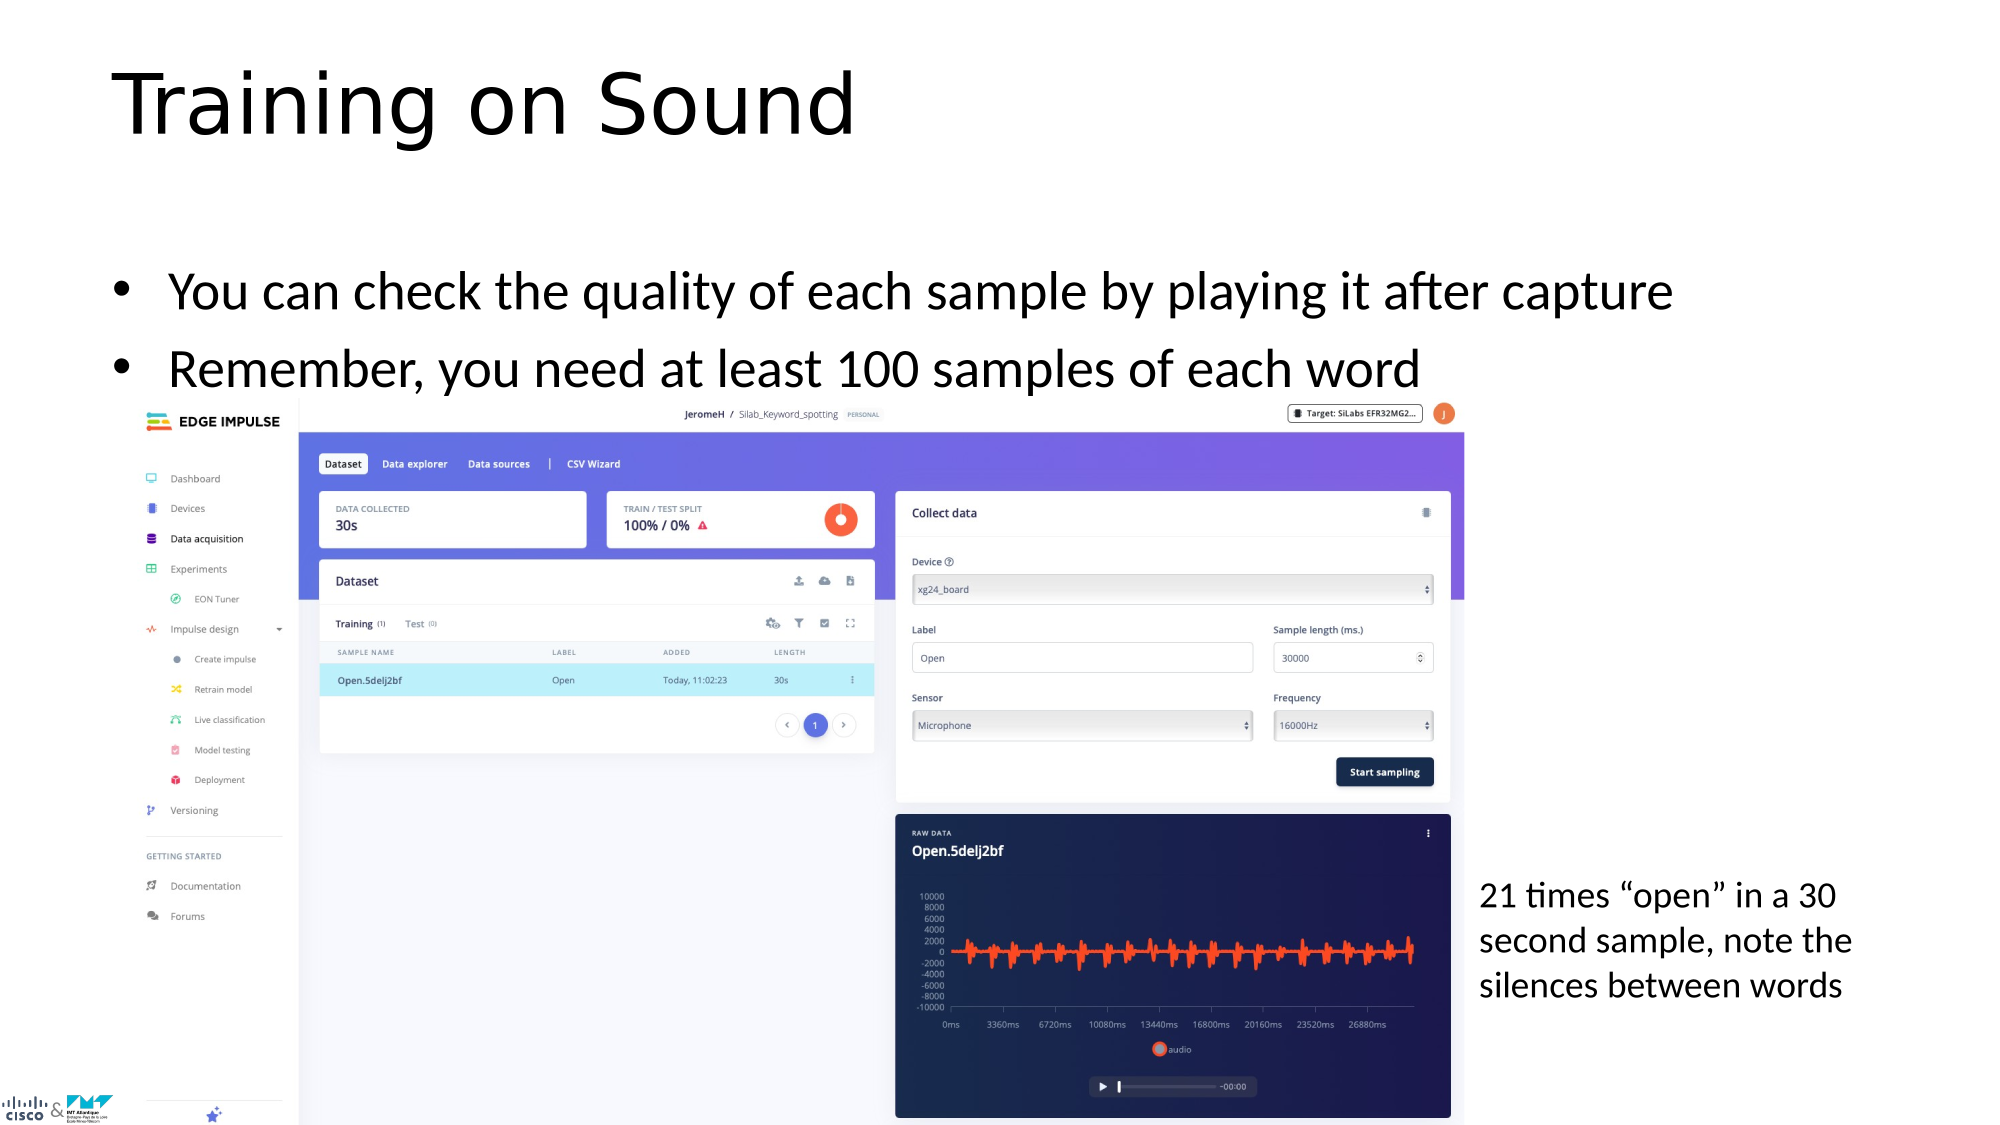 Training on Sound
• You can check the quality of each sample by playing it after capture
• Remember, you need at least 100 samples of each word
EDGE IMPULSE
JeromeH / Silab_Keyword_spotting PERSONAL
Target: SiLabs EFR32MG2...
J
Dataset Data explorer Data sources | CSV Wizard
Dashboard
Devices
Data acquisition
Experiments
EON Tuner
Impulse design
Create impulse
Retrain model
Live classification
Model testing
Deployment
Versioning
GETTING STARTED
Documentation
Forums
DATA COLLECTED
30s
TRAIN / TEST SPLIT
100% / 0%
Dataset
Training (1) Test (0)
SAMPLE NAME LABEL ADDED LENGTH
Open.5delj2bf Open Today, 11:02:23 30s
1
Collect data
Device
xg24_board
Label Sample length (ms.)
Open 30000
Sensor Frequency
Microphone 16000Hz
Start sampling
RAW DATA
Open.5delj2bf
10000
8000
6000
4000
2000
0
-2000
-4000
-6000
-8000
-10000
0ms 3360ms 6720ms 10080ms 13440ms 16800ms 20160ms 23520ms 26880ms
audio
-00:00
21 times “open” in a 30
second sample, note the
silences between words
CISCO &
IMT Atlantique